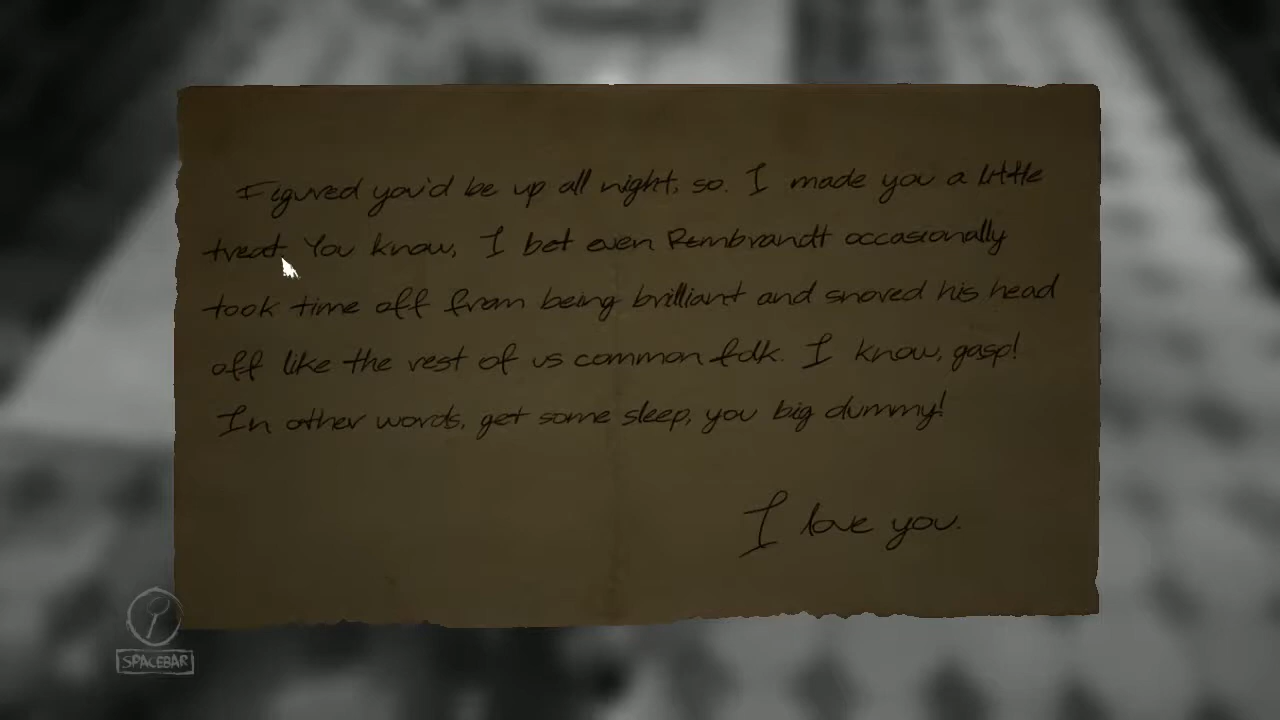 Figured you'd be up all night, so. I made you a little
treat. You know, I bet even Rembrandt occasionally
took time off from being brilliant and snored his head
off like the rest of us common folk. I know, gasp!
In other words, get some sleep, you big dummy!
I love you.
SPACEBAR